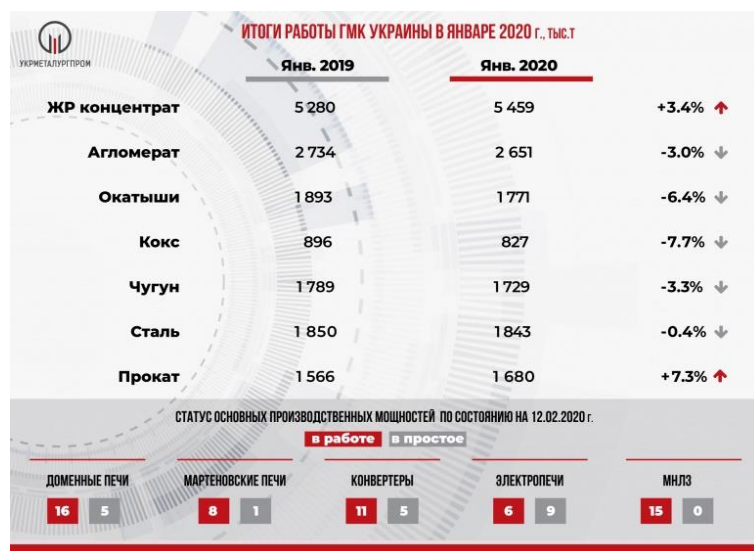 УКРМЕТАЛУРГПРОМ
ИТОГИ РАБОТЫ ГМК УКРАИНЫ В ЯНВАРЕ 2020 г., тыс.т
Янв. 2019 Янв. 2020
ЖР концентрат 5 280 5 459 +3.4%
Агломерат 2 734 2 651 -3.0%
Окатыши 1 893 1 771 -6.4%
Кокс 896 827 -7.7%
Чугун 1 789 1 729 -3.3%
Сталь 1 850 1 843 -0.4%
Прокат 1 566 1 680 +7.3%
СТАТУС ОСНОВНЫХ ПРОИЗВОДСТВЕННЫХ МОЩНОСТЕЙ ПО СОСТОЯНИЮ НА 12.02.2020 г.
в работе в простое
ДОМЕННЫЕ ПЕЧИ МАРТЕНОВСКИЕ ПЕЧИ КОНВЕРТЕРЫ ЭЛЕКТРОПЕЧИ МНЛЗ
16 5 8 1 11 5 6 9 15 0